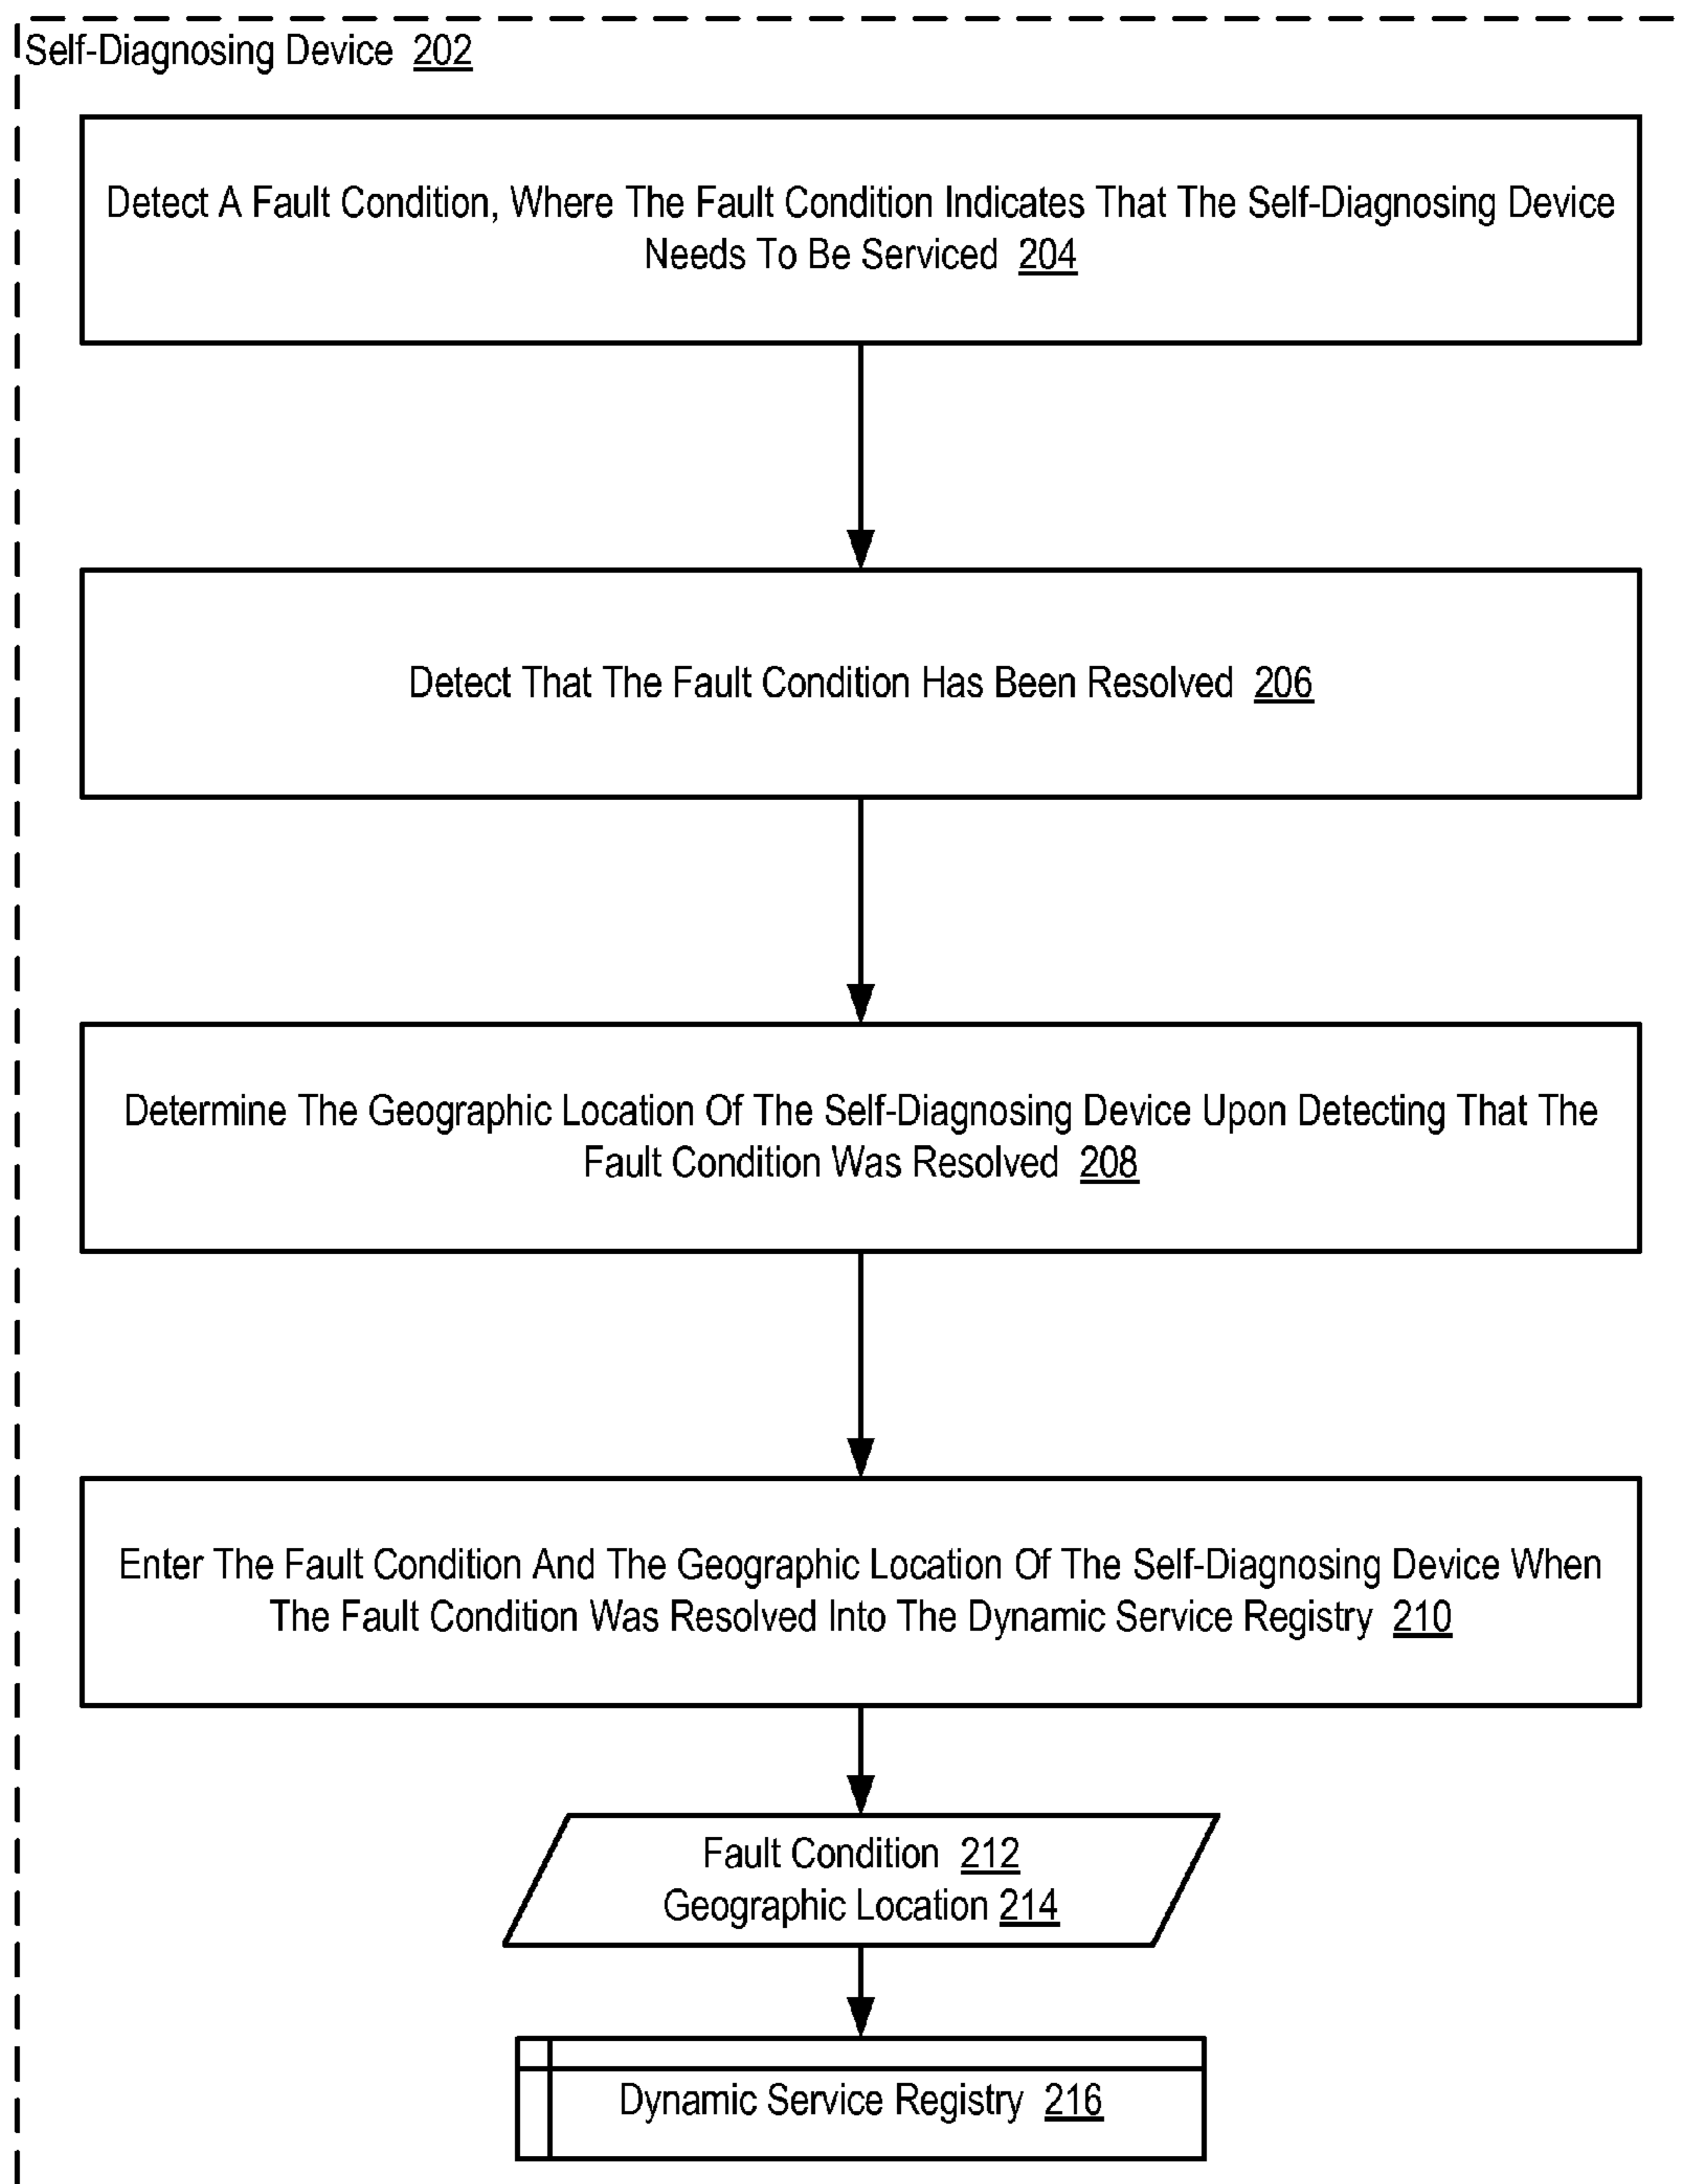 Self-Diagnosing Device 202
Detect A Fault Condition, Where The Fault Condition Indicates That The Self-Diagnosing Device
Needs To Be Serviced 204
Detect That The Fault Condition Has Been Resolved 206
Determine The Geographic Location Of The Self-Diagnosing Device Upon Detecting That The
Fault Condition Was Resolved 208
Enter The Fault Condition And The Geographic Location Of The Self-Diagnosing Device When
The Fault Condition Was Resolved Into The Dynamic Service Registry 210
Fault Condition 212
Geographic Location 214
Dynamic Service Registry 216